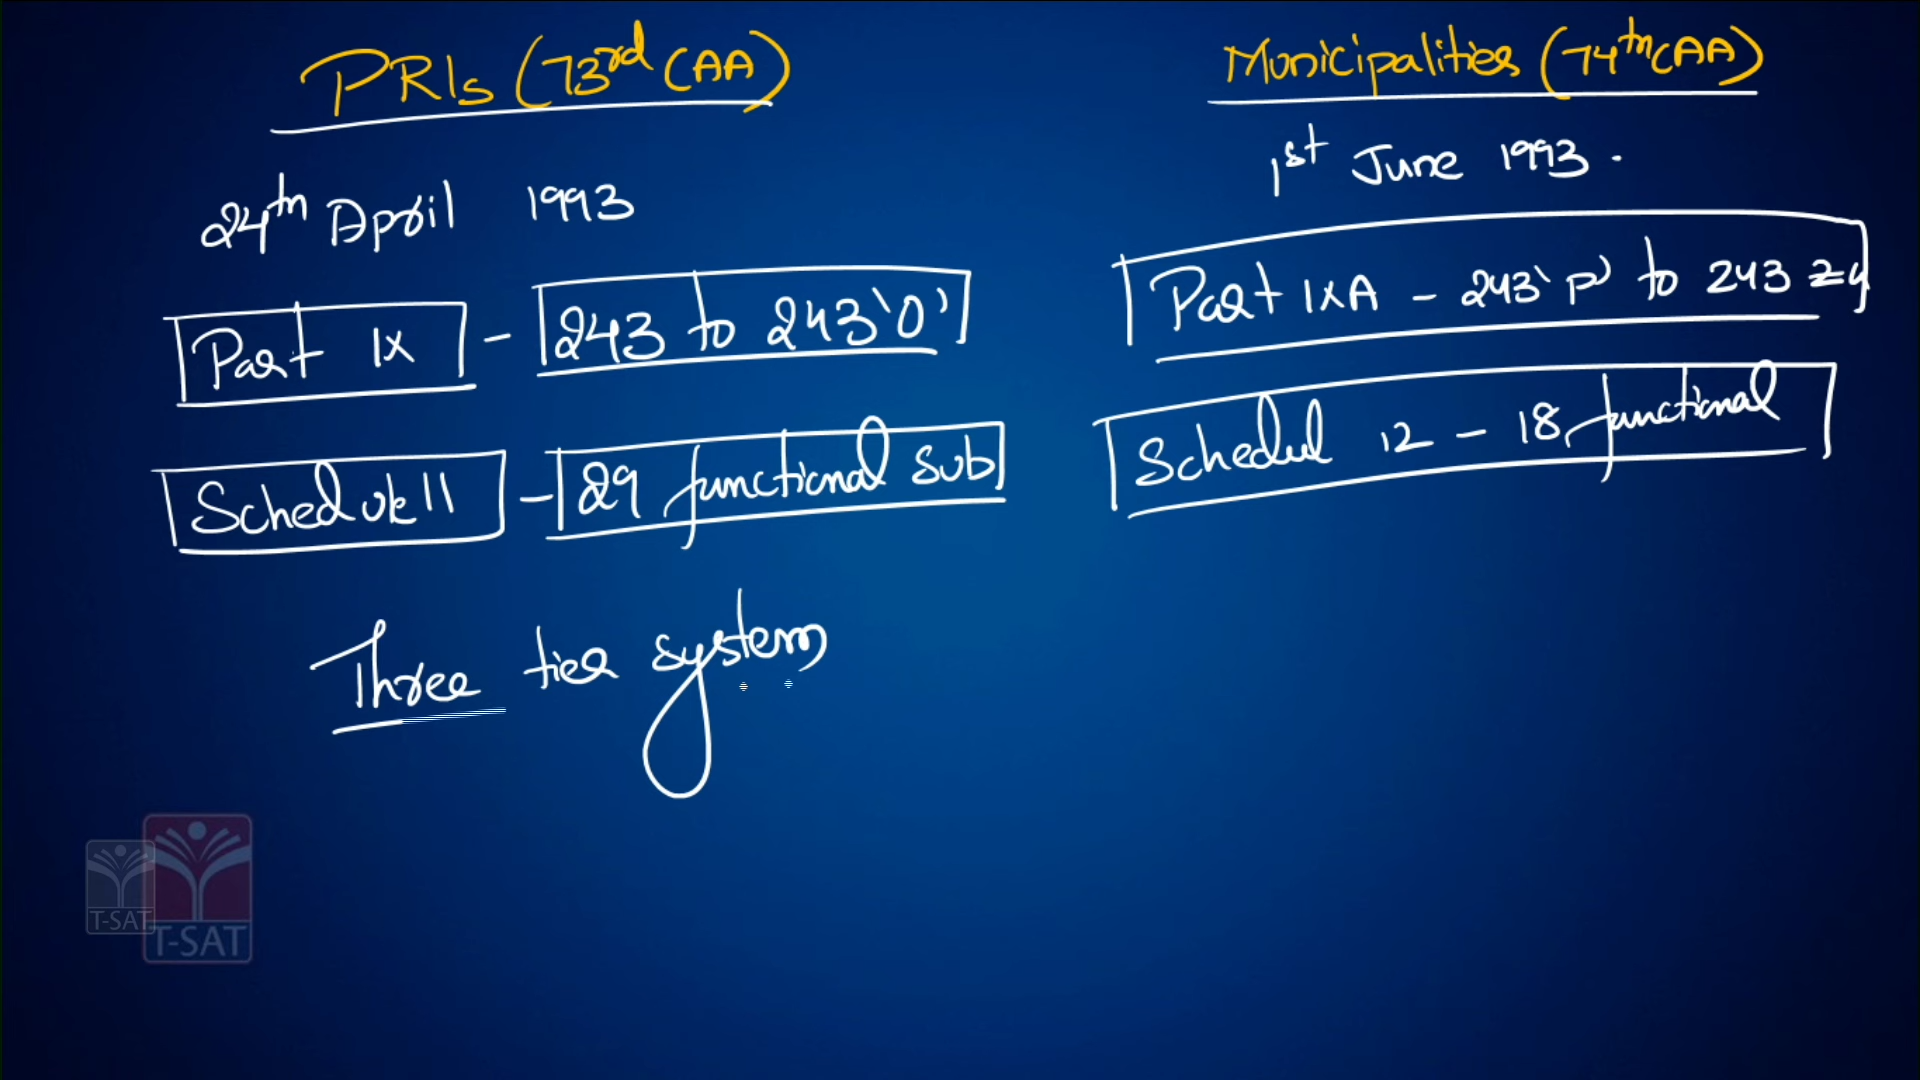 PRIs (73rd CAA)
24th April 1993
Part IX - 243 to 243 'O'
Schedule 11 - 29 functional sub
Three tier system
Municipalities (74th CAA)
1st June 1993.
Part IXA - 243 'P' to 243 Zg
Schedul 12 - 18 functional
T-SAT
T-SAT